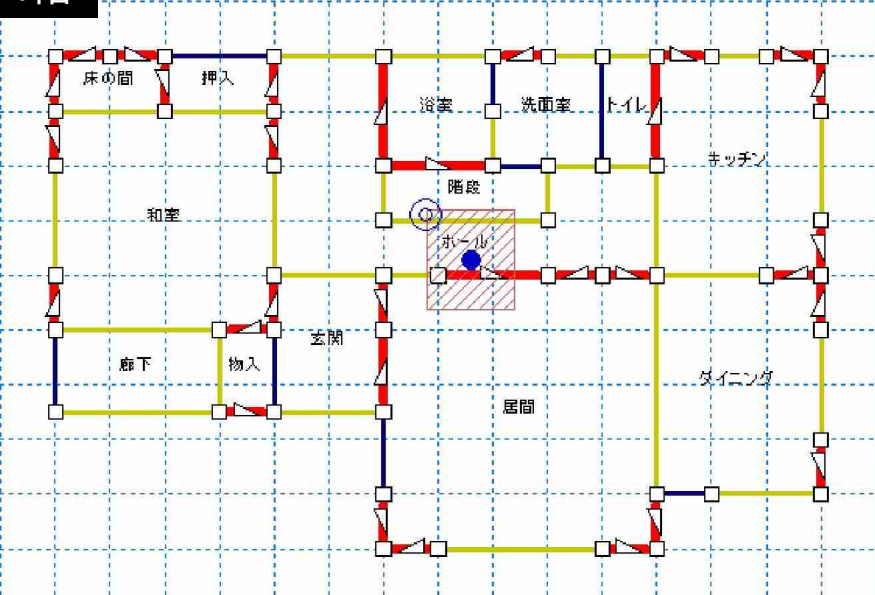 床の間
押入
浴室
洗面室
トイレ
キッチン
階段
和室
ホール
玄関
廊下
物入
ダイニング
居間